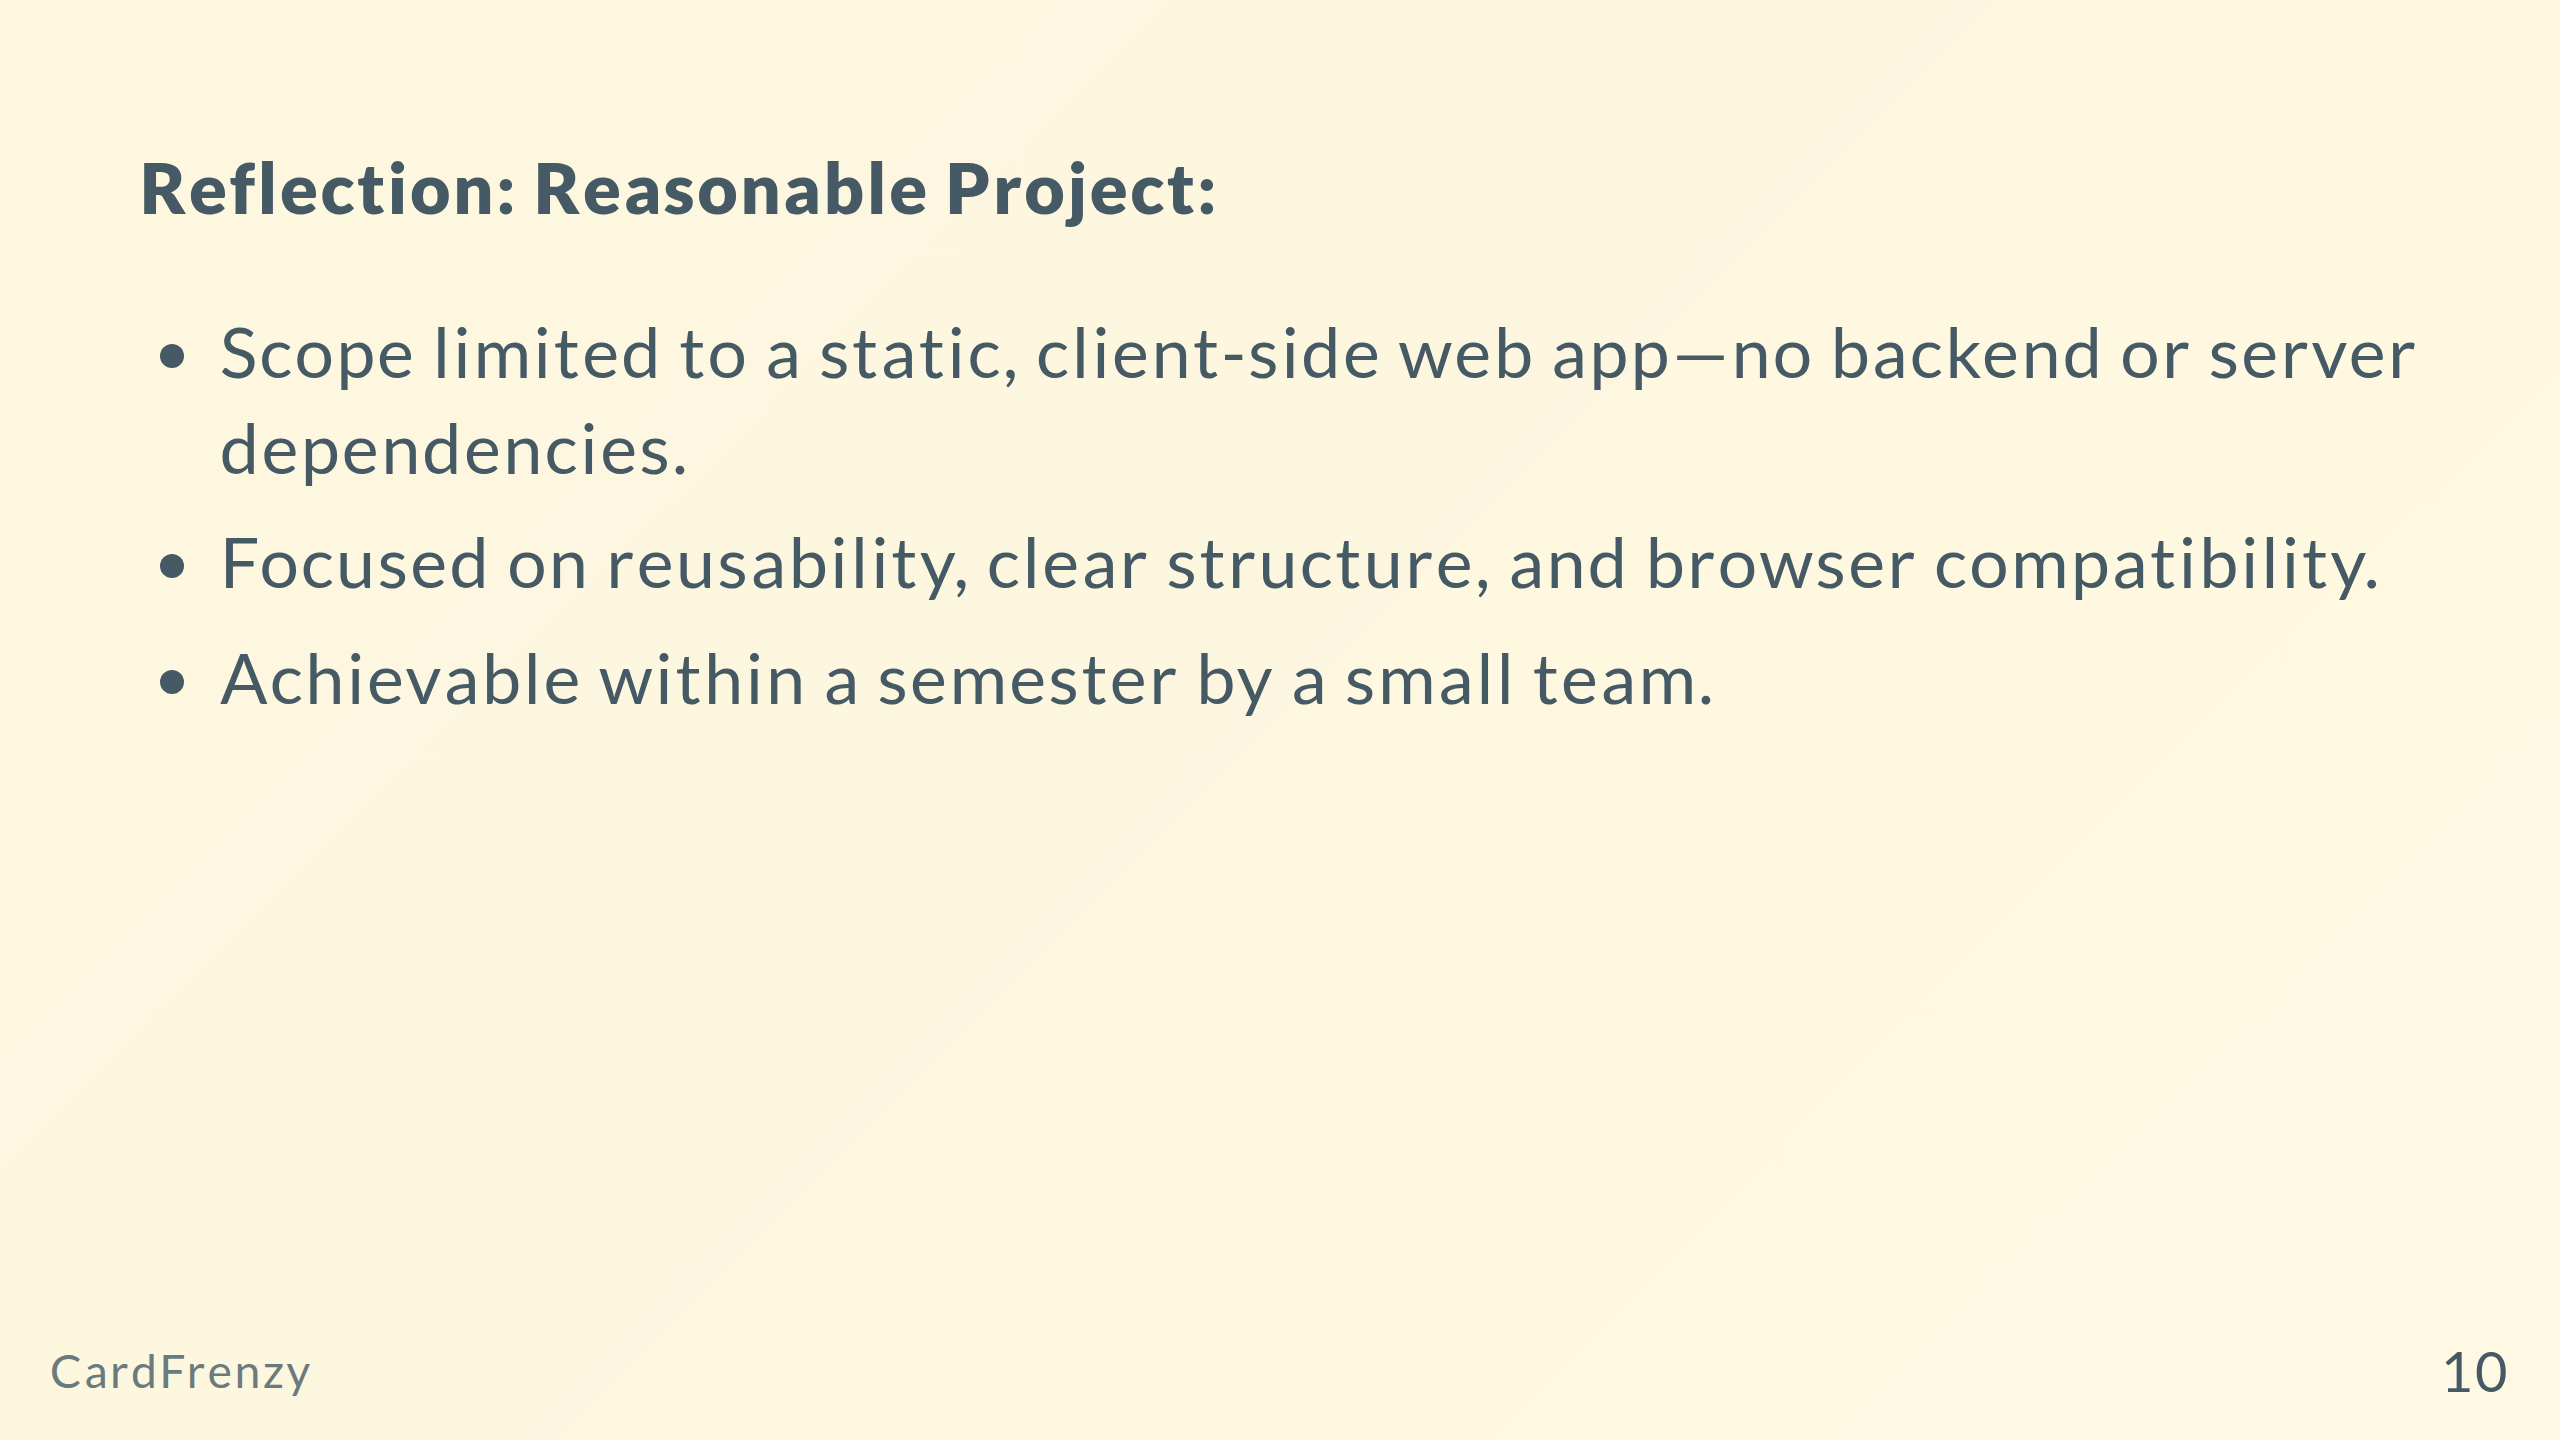 Reflection: Reasonable Project:
• Scope limited to a static, client-side web app—no backend or server
dependencies.
• Focused on reusability, clear structure, and browser compatibility.
• Achievable within a semester by a small team.
CardFrenzy
10